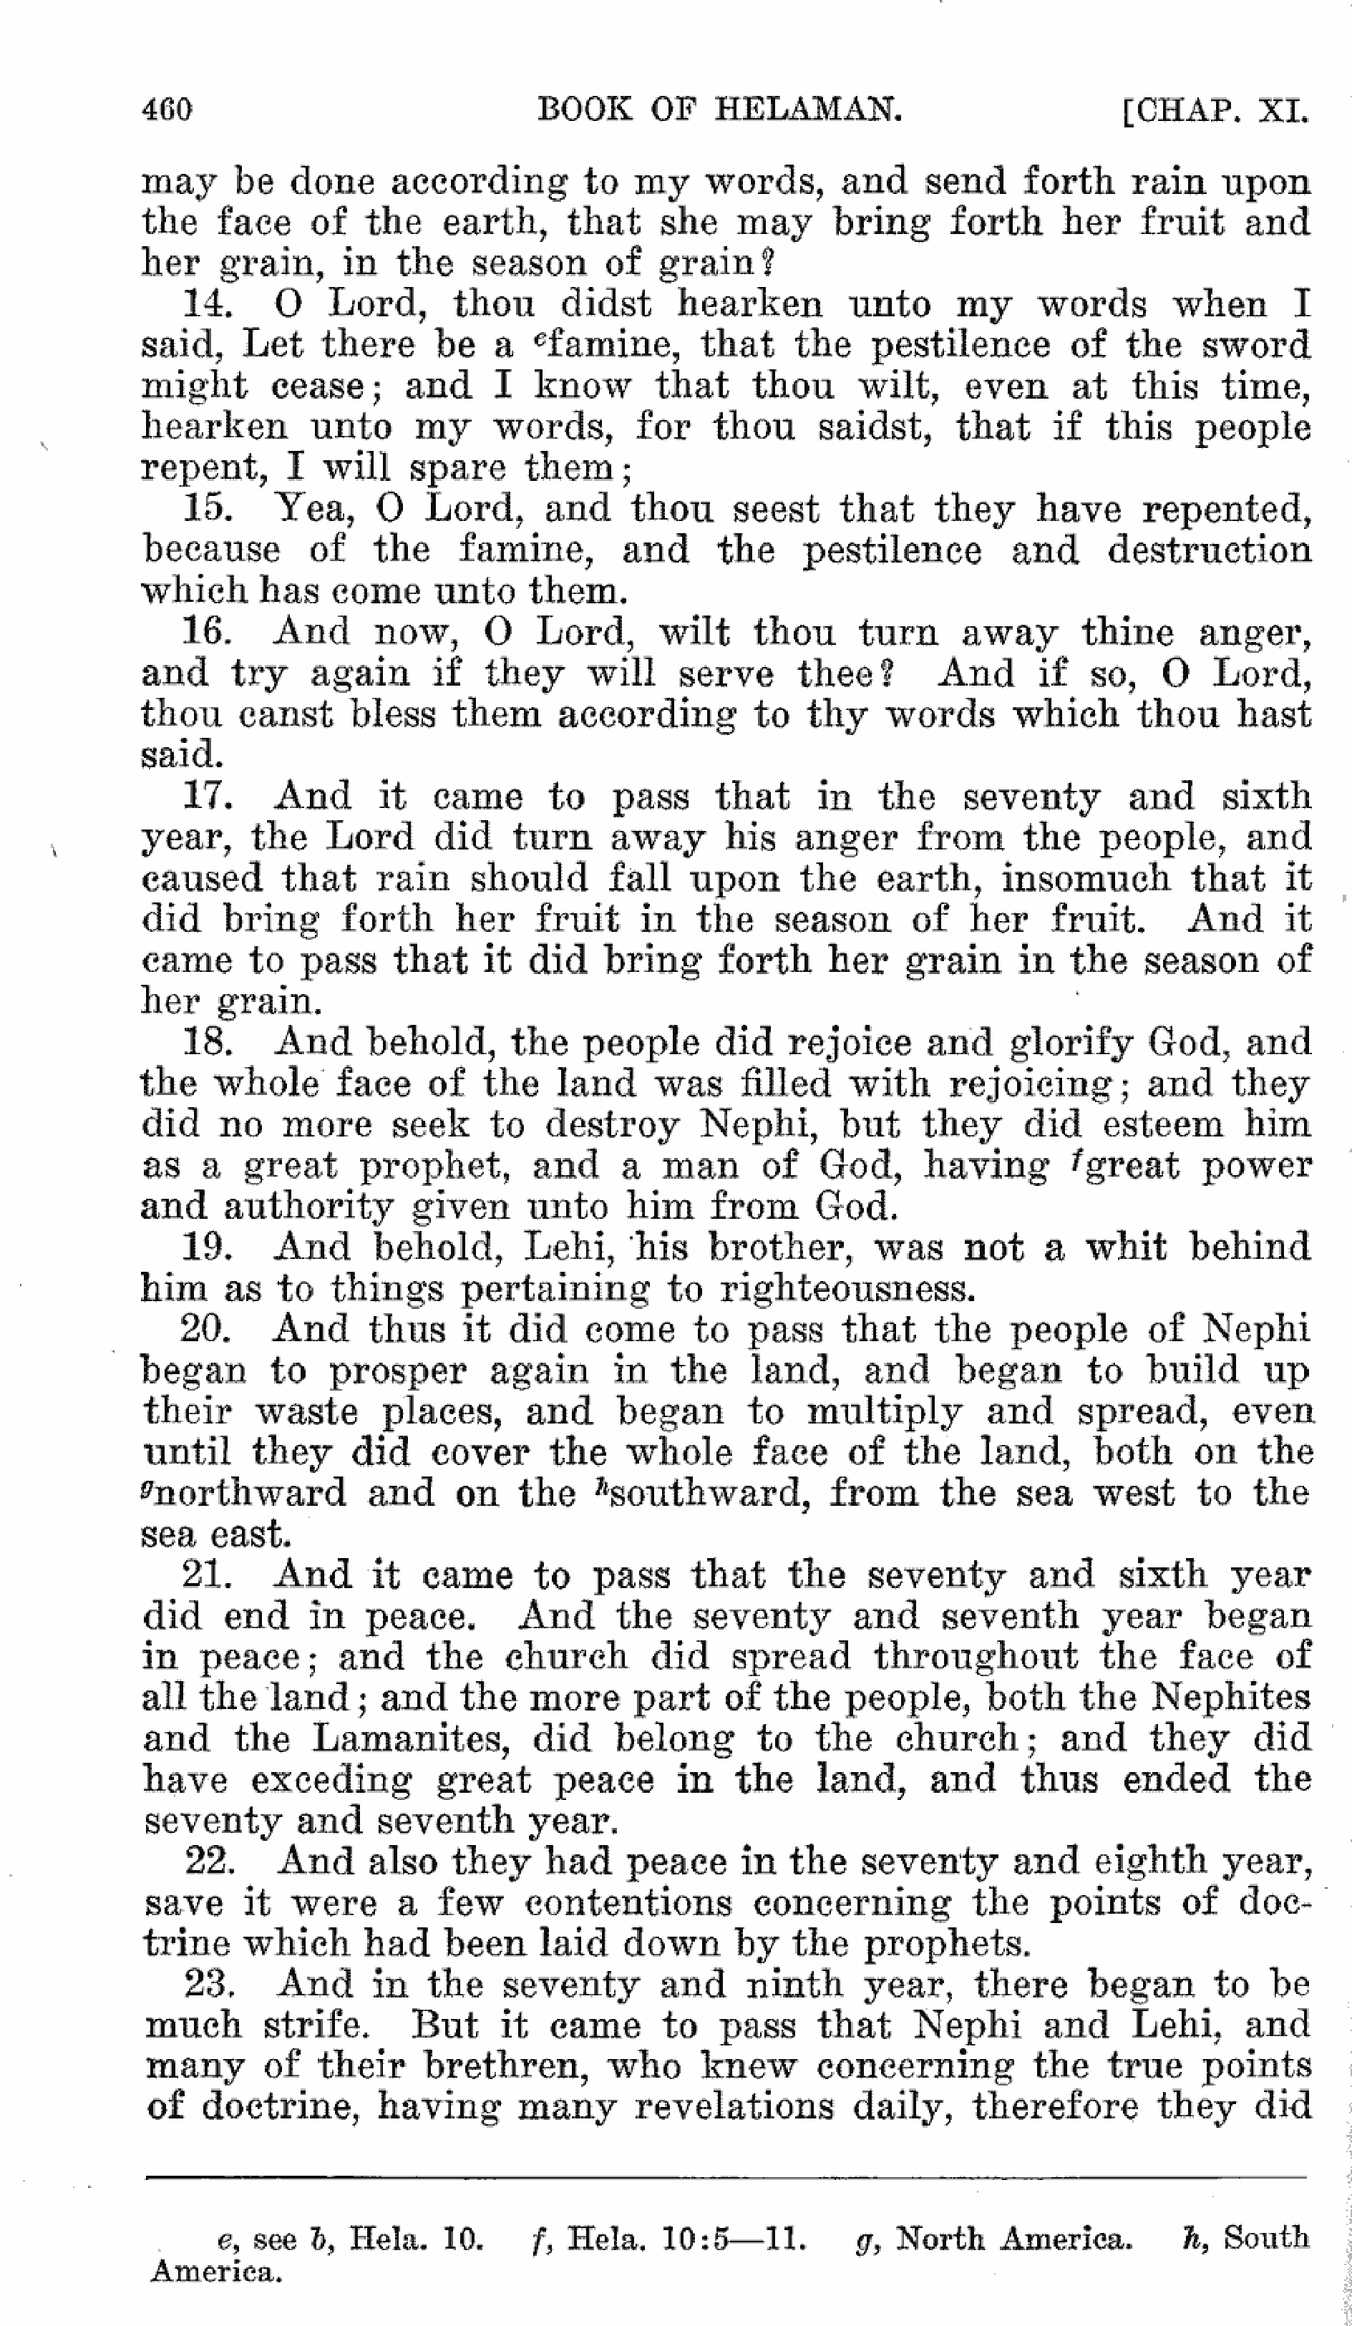 460 BOOK OF HELAMAN. [CHAP. XI.
may be done according to my words, and send forth rain upon
the face of the earth, that she may bring forth her fruit and
her grain, in the season of grain?
14. O Lord, thou didst hearken unto my words when I
said, Let there be a efamine, that the pestilence of the sword
might cease; and I know that thou wilt, even at this time,
hearken unto my words, for thou saidst, that if this people
repent, I will spare them;
15. Yea, O Lord, and thou seest that they have repented,
because of the famine, and the pestilence and destruction
which has come unto them.
16. And now, O Lord, wilt thou turn away thine anger,
and try again if they will serve thee? And if so, O Lord,
thou canst bless them according to thy words which thou hast
said.
17. And it came to pass that in the seventy and sixth
year, the Lord did turn away his anger from the people, and
caused that rain should fall upon the earth, insomuch that it
did bring forth her fruit in the season of her fruit. And it
came to pass that it did bring forth her grain in the season of
her grain.
18. And behold, the people did rejoice and glorify God, and
the whole face of the land was filled with rejoicing; and they
did no more seek to destroy Nephi, but they did esteem him
as a great prophet, and a man of God, having fgreat power
and authority given unto him from God.
19. And behold, Lehi, his brother, was not a whit behind
him as to things pertaining to righteousness.
20. And thus it did come to pass that the people of Nephi
began to prosper again in the land, and began to build up
their waste places, and began to multiply and spread, even
until they did cover the whole face of the land, both on the
gnorthward and on the hsouthward, from the sea west to the
sea east.
21. And it came to pass that the seventy and sixth year
did end in peace. And the seventy and seventh year began
in peace; and the church did spread throughout the face of
all the land; and the more part of the people, both the Nephites
and the Lamanites, did belong to the church; and they did
have exceding great peace in the land, and thus ended the
seventy and seventh year.
22. And also they had peace in the seventy and eighth year,
save it were a few contentions concerning the points of doc-
trine which had been laid down by the prophets.
23. And in the seventy and ninth year, there began to be
much strife. But it came to pass that Nephi and Lehi, and
many of their brethren, who knew concerning the true points
of doctrine, having many revelations daily, therefore they did
e, see b, Hela. 10. f, Hela. 10:5—11. g, North America. h, South
America.